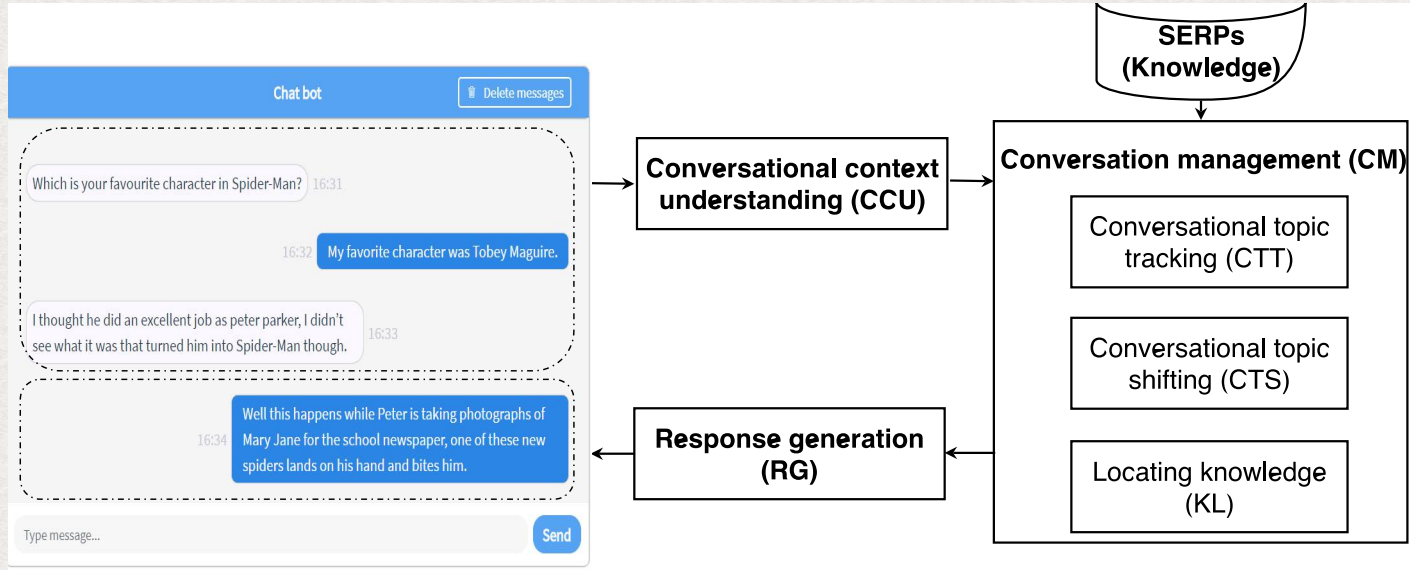 Chat bot
Delete messages
Which is your favourite character in Spider-Man? 16:31
16:32 My favorite character was Tobey Maguire.
I thought he did an excellent job as peter parker, I didn't
see what it was that turned him into Spider-Man though.
16:33
Well this happens while Peter is taking photographs of
Mary Jane for the school newspaper, one of these new
spiders lands on his hand and bites him.
16:34
Type message...
Send
Conversational context
understanding (CCU)
Response generation
(RG)
SERPs
(Knowledge)
Conversation management (CM)
Conversational topic
tracking (CTT)
Conversational topic
shifting (CTS)
Locating knowledge
(KL)